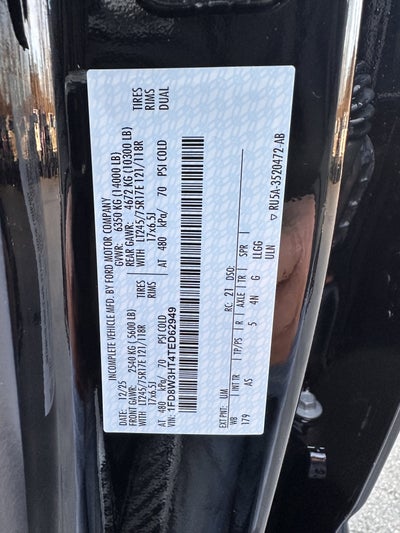 INCOMPLETE VEHICLE MFD. BY FORD MOTOR COMPANY
12/25 GVWR: 6350 KG (14000 LB)
FRONT GAWR: 2540 KG (5600 LB) REAR GAWR: 4672 KG (10300 LB)
WITH LT245/75R17E 121/118R TIRES WITH LT245/75R17E 121/118R TIRES
17x6.5J RIMS 17x6.5J RIMS
AT 480 kPa/ 70 PSI COLD AT 480 kPa/ 70 PSI COLD DUAL
VIN: 1FD8W3HT4TED62949
EXT PNT: UM RC: 21 DSO:
WB INT TR TP/PS R AXLE TR SPR
179 AS 5 4N G LLGG
ULN
▽ RU5A-3520472-AB